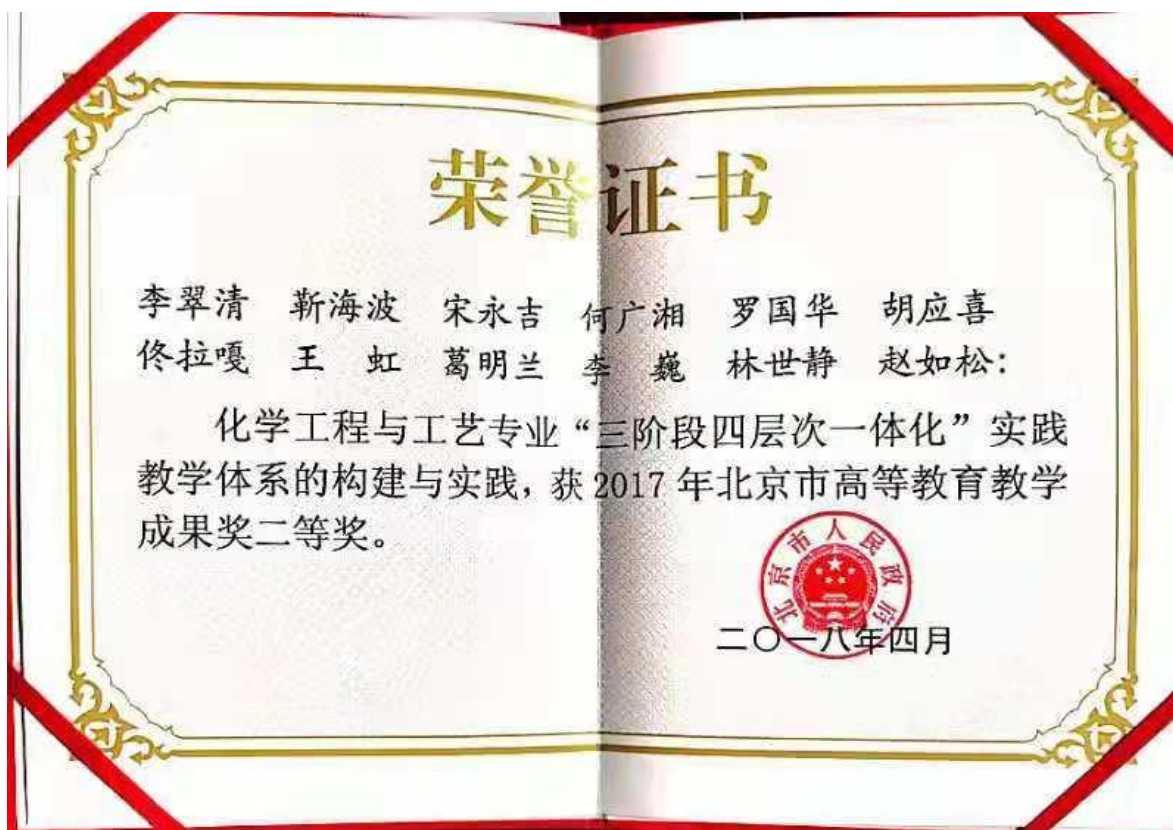 荣誉证书
李翠清 靳海波 宋永吉 何广湘 罗国华 胡应喜
佟拉嘎 王 虹 葛明兰 李 巍 林世静 赵如松：
化学工程与工艺专业“三阶段四层次一体化”实践
教学体系的构建与实践，获2017年北京市高等教育教学
成果奖二等奖。
北京市人民政府
二〇一八年四月